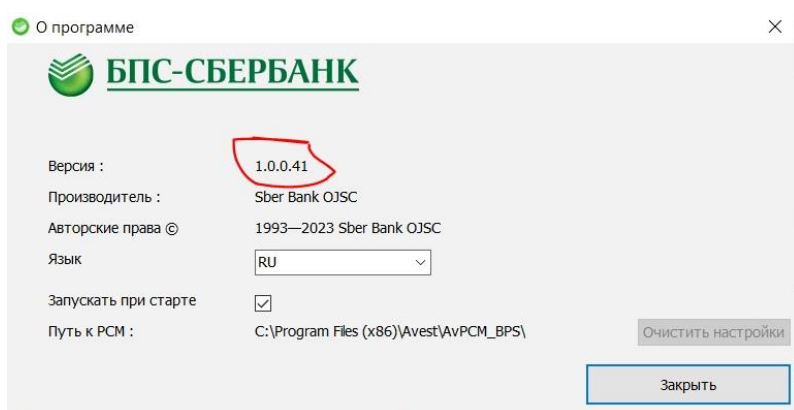 О программе
БПС-СБЕРБАНК
Версия : 1.0.0.41
Производитель : Sber Bank OJSC
Авторские права © 1993—2023 Sber Bank OJSC
Язык RU
Запускать при старте
Путь к PCM : C:\Program Files (x86)\Avest\AvPCM_BPS\ Очистить настройки
Закрыть